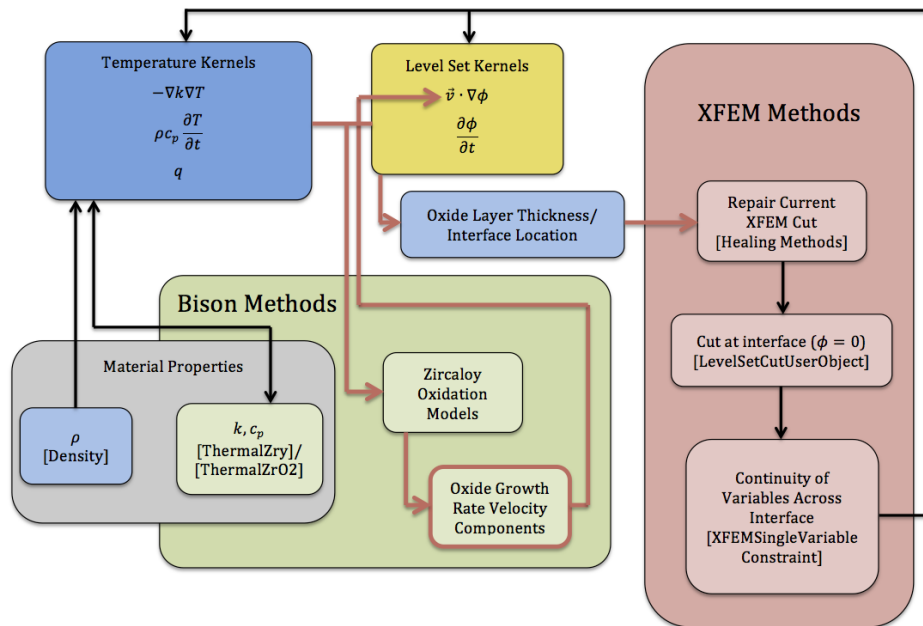 Temperature Kernels
−∇k∇T
ρc_p ∂T/∂t
q
Level Set Kernels
v⃗ · ∇ϕ
∂ϕ/∂t
Oxide Layer Thickness/
Interface Location
XFEM Methods
Repair Current
XFEM Cut
[Healing Methods]
Cut at interface (ϕ = 0)
[LevelSetCutUserObject]
Continuity of
Variables Across
Interface
[XFEMSingleVariable
Constraint]
Bison Methods
Material Properties
ρ
[Density]
k, c_p
[ThermalZry]/
[ThermalZrO2]
Zircaloy
Oxidation
Models
Oxide Growth
Rate Velocity
Components